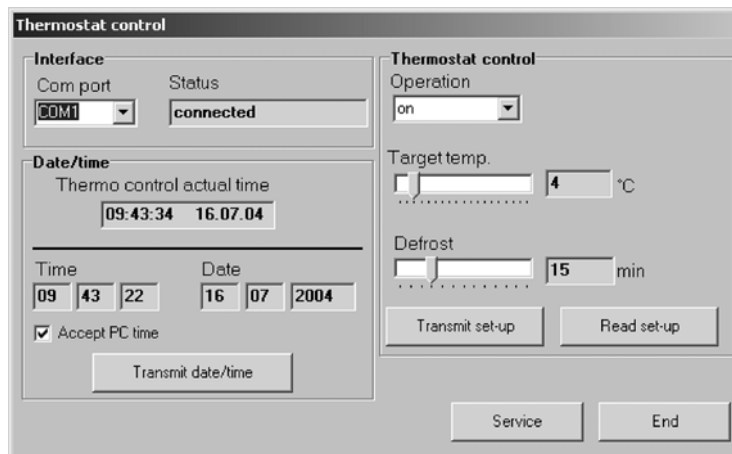 Thermostat control
Interface
Com port Status
COM1 connected
Date/time
Thermo control actual time
09:43:34 16.07.04
Time Date
09 43 22 16 07 2004
Accept PC time
Transmit date/time
Thermostat control
Operation
on
Target temp.
4 °C
Defrost
15 min
Transmit set-up Read set-up
Service End